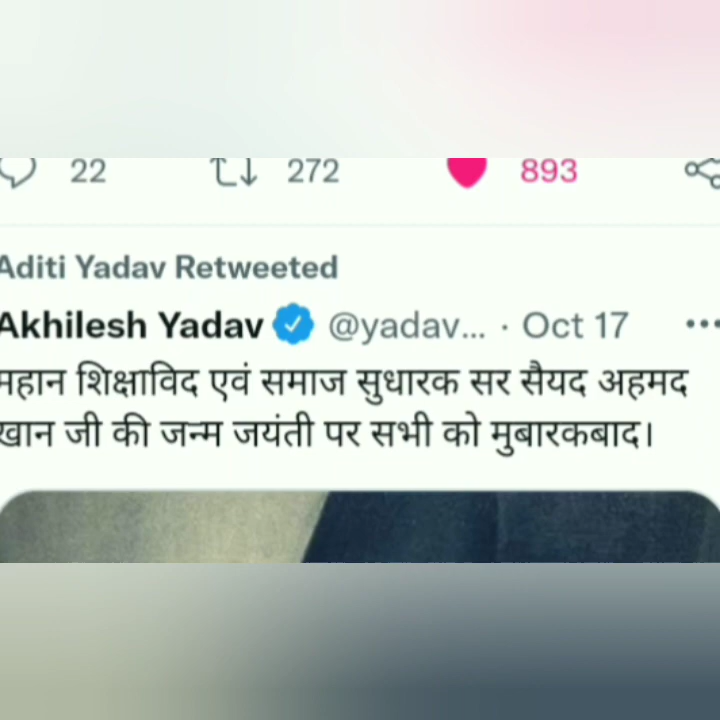 22 272 893
Aditi Yadav Retweeted
Akhilesh Yadav @yadav... · Oct 17 ...
महान शिक्षाविद एवं समाज सुधारक सर सैयद अहमद
खान जी की जन्म जयंती पर सभी को मुबारकबाद।